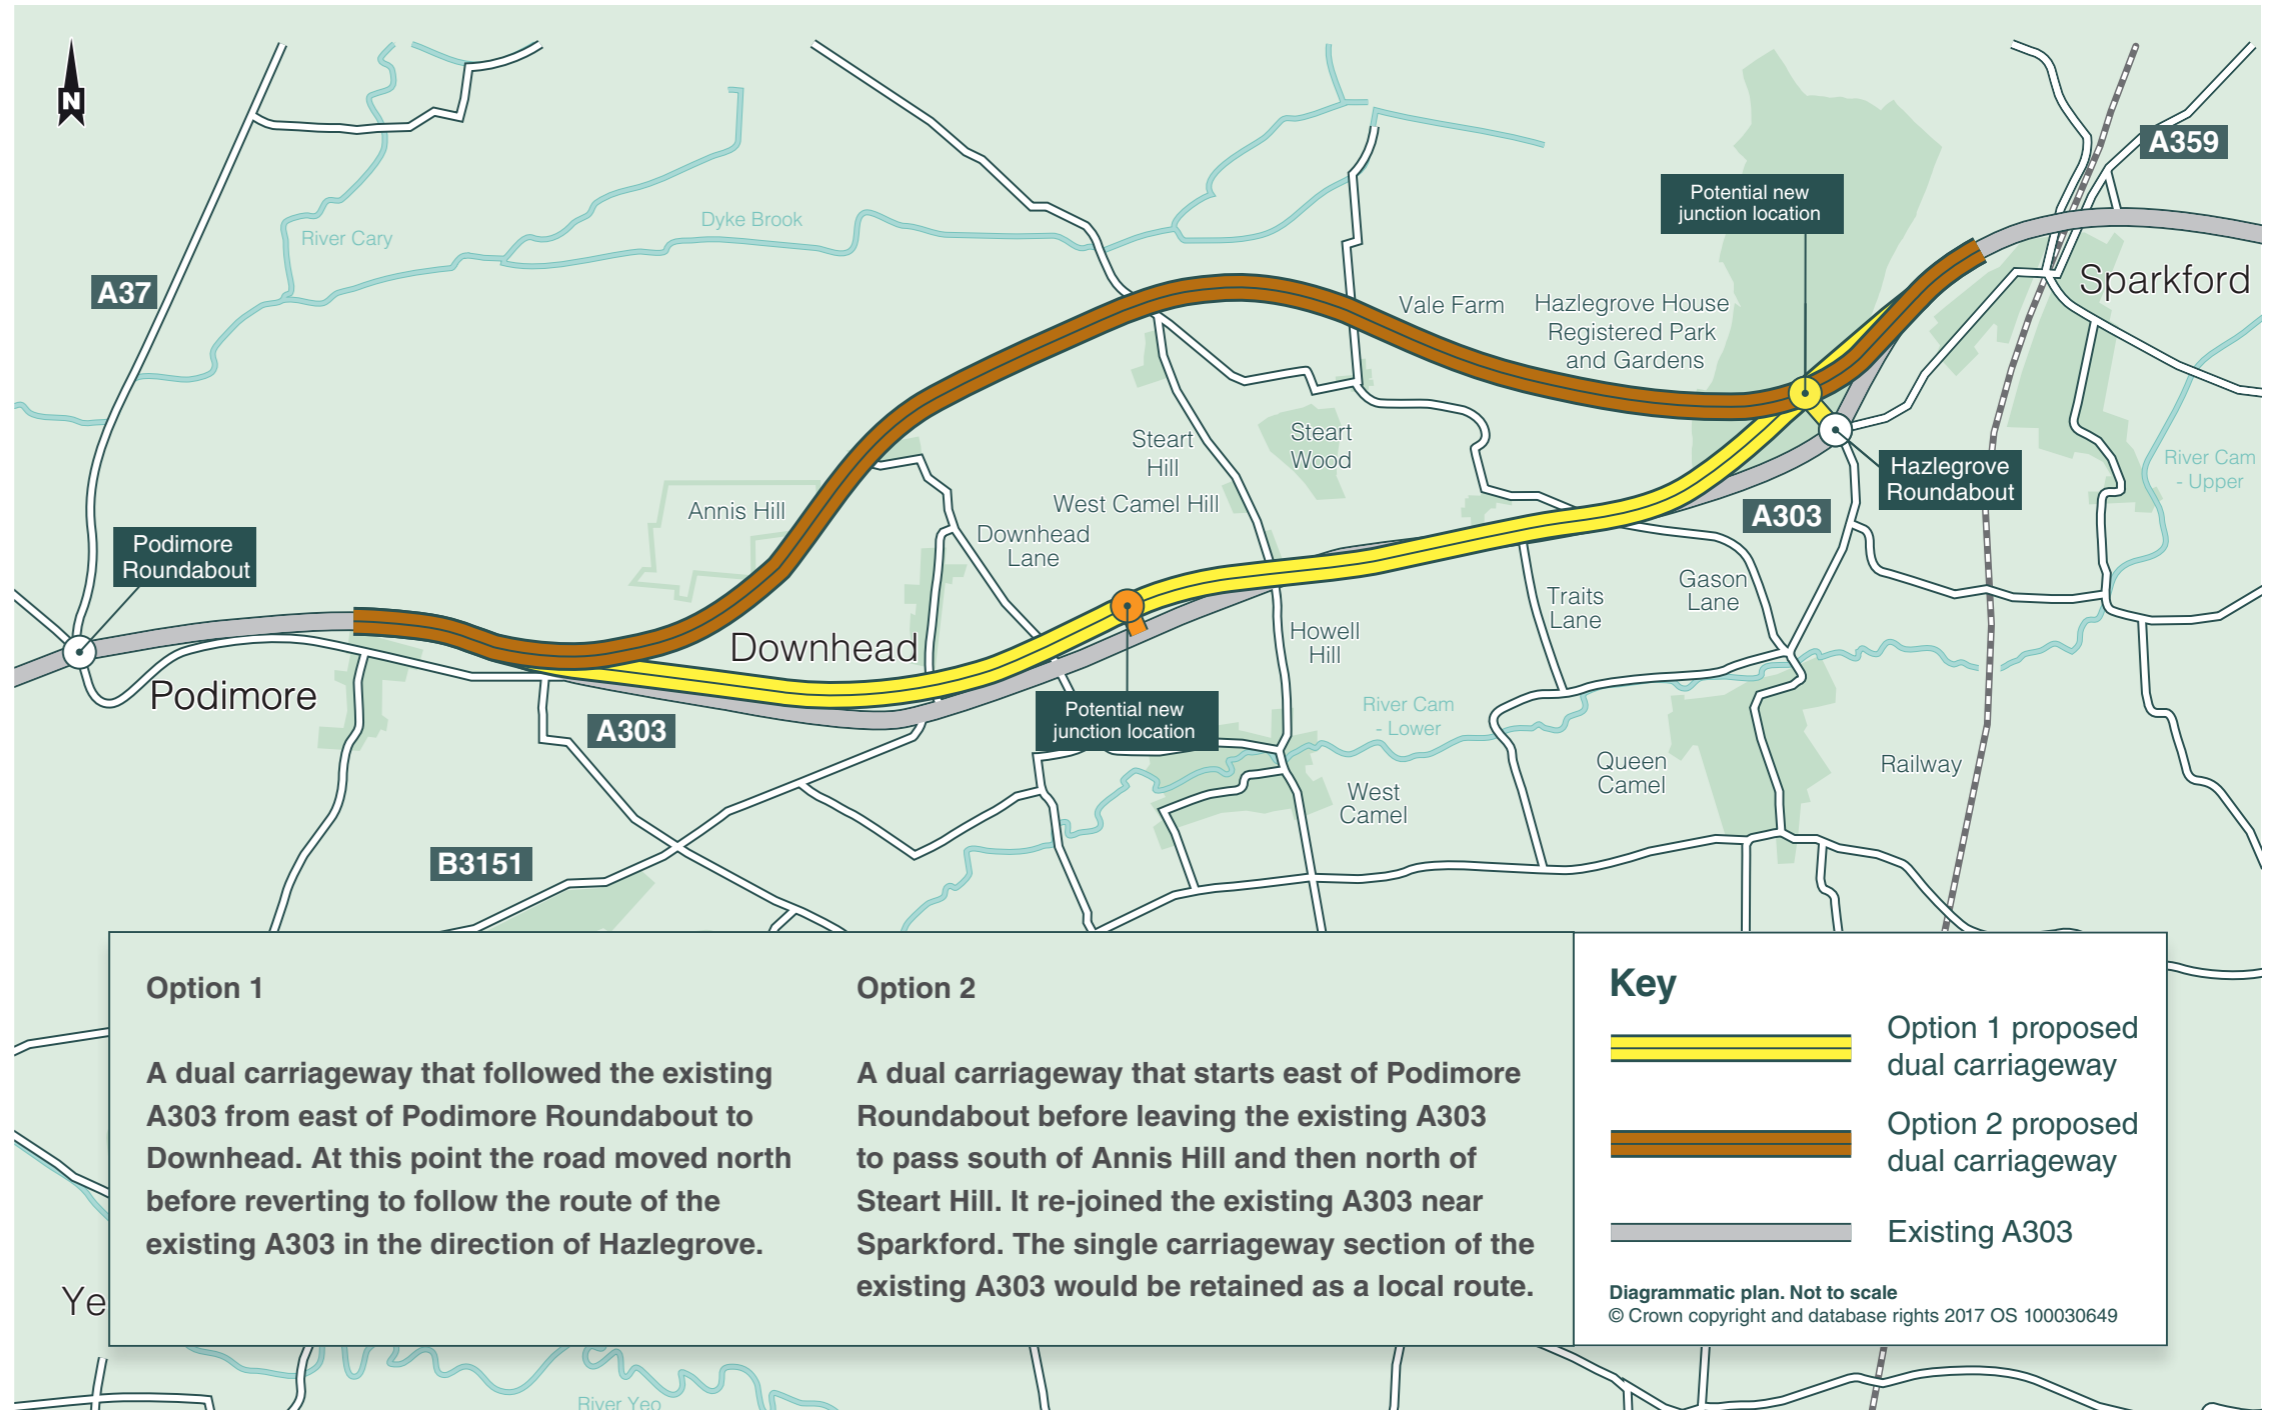 N
A359
Potential new
junction location
Dyke Brook
River Cary
A37
Sparkford
Vale Farm
Hazlegrove House
Registered Park
and Gardens
Steart
Hill
Steart
Wood
River Cam
- Upper
Hazlegrove
Roundabout
West Camel Hill
Annis Hill
A303
Downhead
Lane
Podimore
Roundabout
Gason
Lane
Traits
Lane
Howell
Hill
Downhead
Podimore
River Cam
- Lower
Potential new
junction location
A303
Queen
Camel
Railway
West
Camel
B3151
Option 1
A dual carriageway that followed the existing
A303 from east of Podimore Roundabout to
Downhead. At this point the road moved north
before reverting to follow the route of the
existing A303 in the direction of Hazlegrove.
Option 2
A dual carriageway that starts east of Podimore
Roundabout before leaving the existing A303
to pass south of Annis Hill and then north of
Steart Hill. It re-joined the existing A303 near
Sparkford. The single carriageway section of the
existing A303 would be retained as a local route.
Key
Option 1 proposed
dual carriageway
Option 2 proposed
dual carriageway
Existing A303
Diagrammatic plan. Not to scale
© Crown copyright and database rights 2017 OS 100030649
Ye
River Yeo